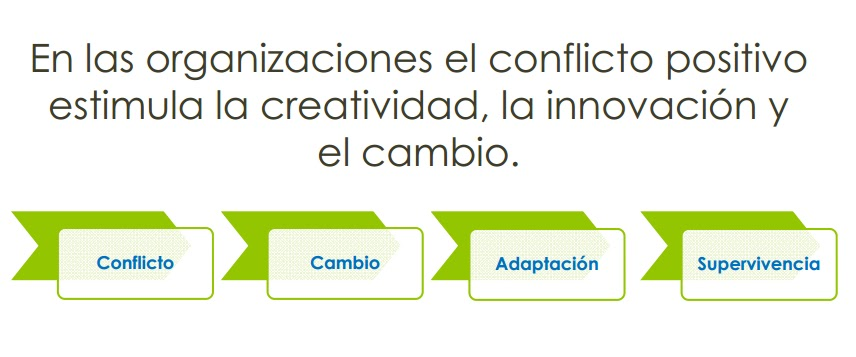 En las organizaciones el conflicto positivo
estimula la creatividad, la innovación y
el cambio.
Conflicto
Cambio
Adaptación
Supervivencia